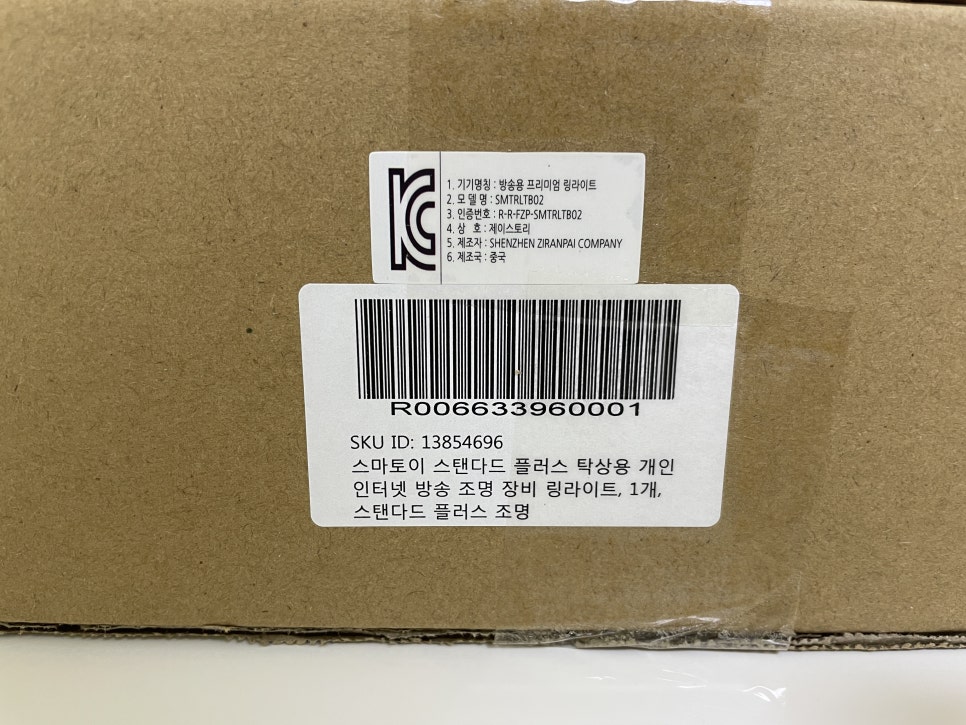 KC
1. 기기명칭 : 방송용 프리미엄 링라이트
2. 모 델 명 : SMTRLTB02
3. 인증번호 : R-R-FZP-SMTRLTB02
4. 상 호 : 제이스토리
5. 제조자 : SHENZHEN ZIRANPAI COMPANY
6. 제조국 : 중국
R006633960001
SKU ID: 13854696
스마토이 스탠다드 플러스 탁상용 개인
인터넷 방송 조명 장비 링라이트, 1개,
스탠다드 플러스 조명